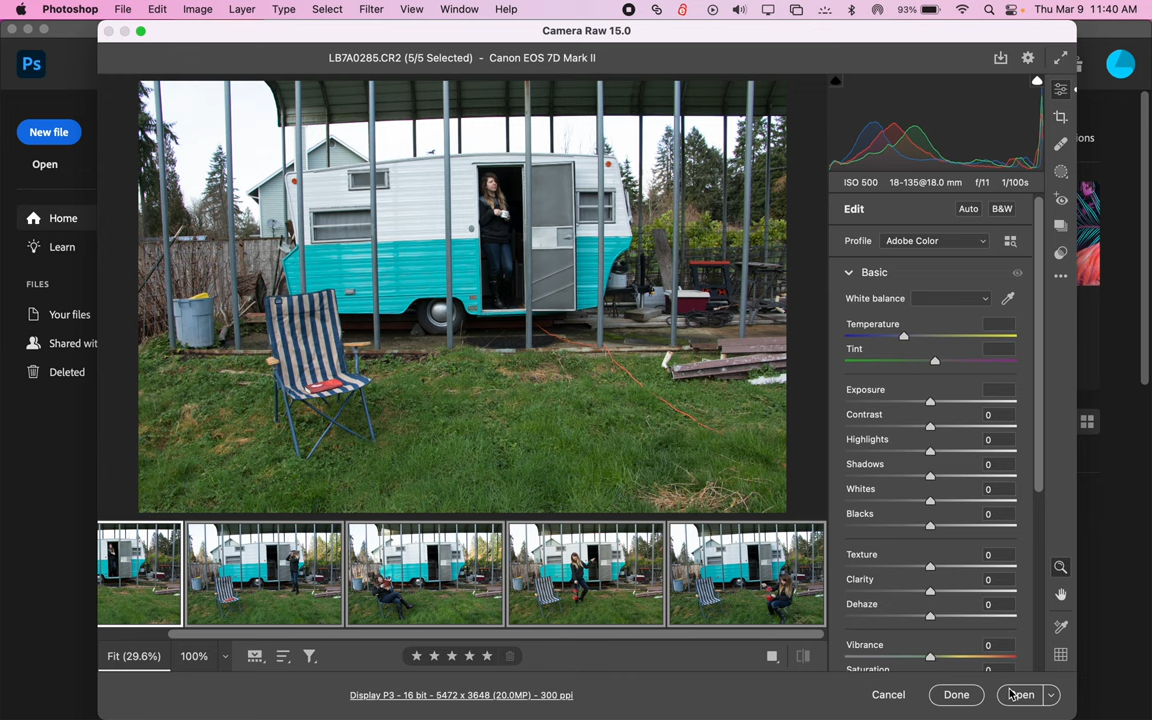 Photoshop File Edit Image Layer Type Select Filter View Window Help 93% Thu Mar 9 11:40 AM
Camera Raw 15.0
LB7A0285.CR2 (5/5 Selected) - Canon EOS 7D Mark II
Ps
New file
Open
Home
Learn
FILES
Your files
Shared wit
Deleted
ions
ISO 500 18-135@18.0 mm f/11 1/100s
Edit Auto B&W
Profile Adobe Color
Basic
White balance
Temperature
Tint
Exposure
Contrast 0
Highlights 0
Shadows 0
Whites 0
Blacks 0
Texture 0
Clarity 0
Dehaze 0
Vibrance 0
Saturation 0
Fit (29.6%) 100%
Display P3 - 16 bit - 5472 x 3648 (20.0MP) - 300 ppi
Cancel Done Open